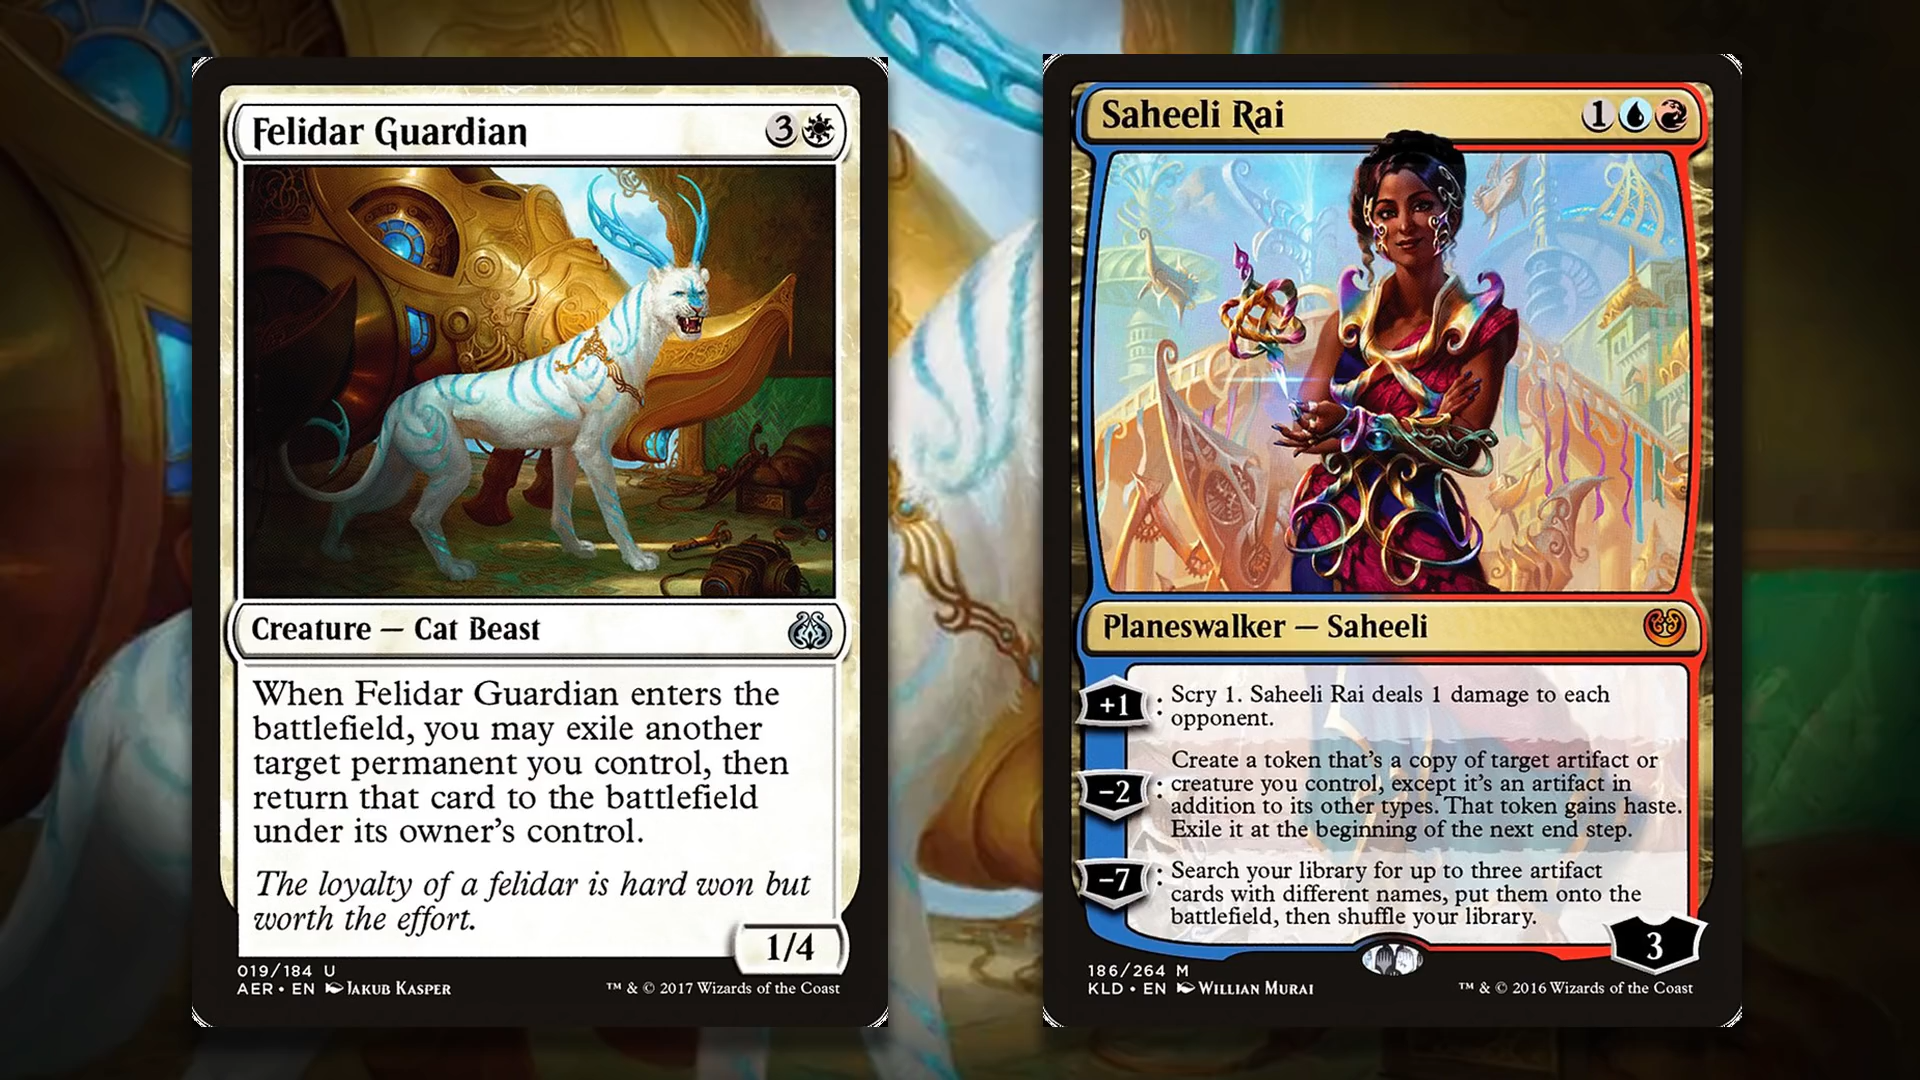 Felidar Guardian
3
Creature — Cat Beast
When Felidar Guardian enters the
battlefield, you may exile another
target permanent you control, then
return that card to the battlefield
under its owner's control.
The loyalty of a felidar is hard won but
worth the effort.
1/4
019/184 U
AER • EN Jakub Kasper
™ & © 2017 Wizards of the Coast
Saheeli Rai
1
Planeswalker — Saheeli
+1 : Scry 1. Saheeli Rai deals 1 damage to each
opponent.
Create a token that's a copy of target artifact or
−2 : creature you control, except it's an artifact in
addition to its other types. That token gains haste.
Exile it at the beginning of the next end step.
−7 : Search your library for up to three artifact
cards with different names, put them onto the
battlefield, then shuffle your library.
3
186/264 M
KLD • EN Willian Murai
™ & © 2016 Wizards of the Coast